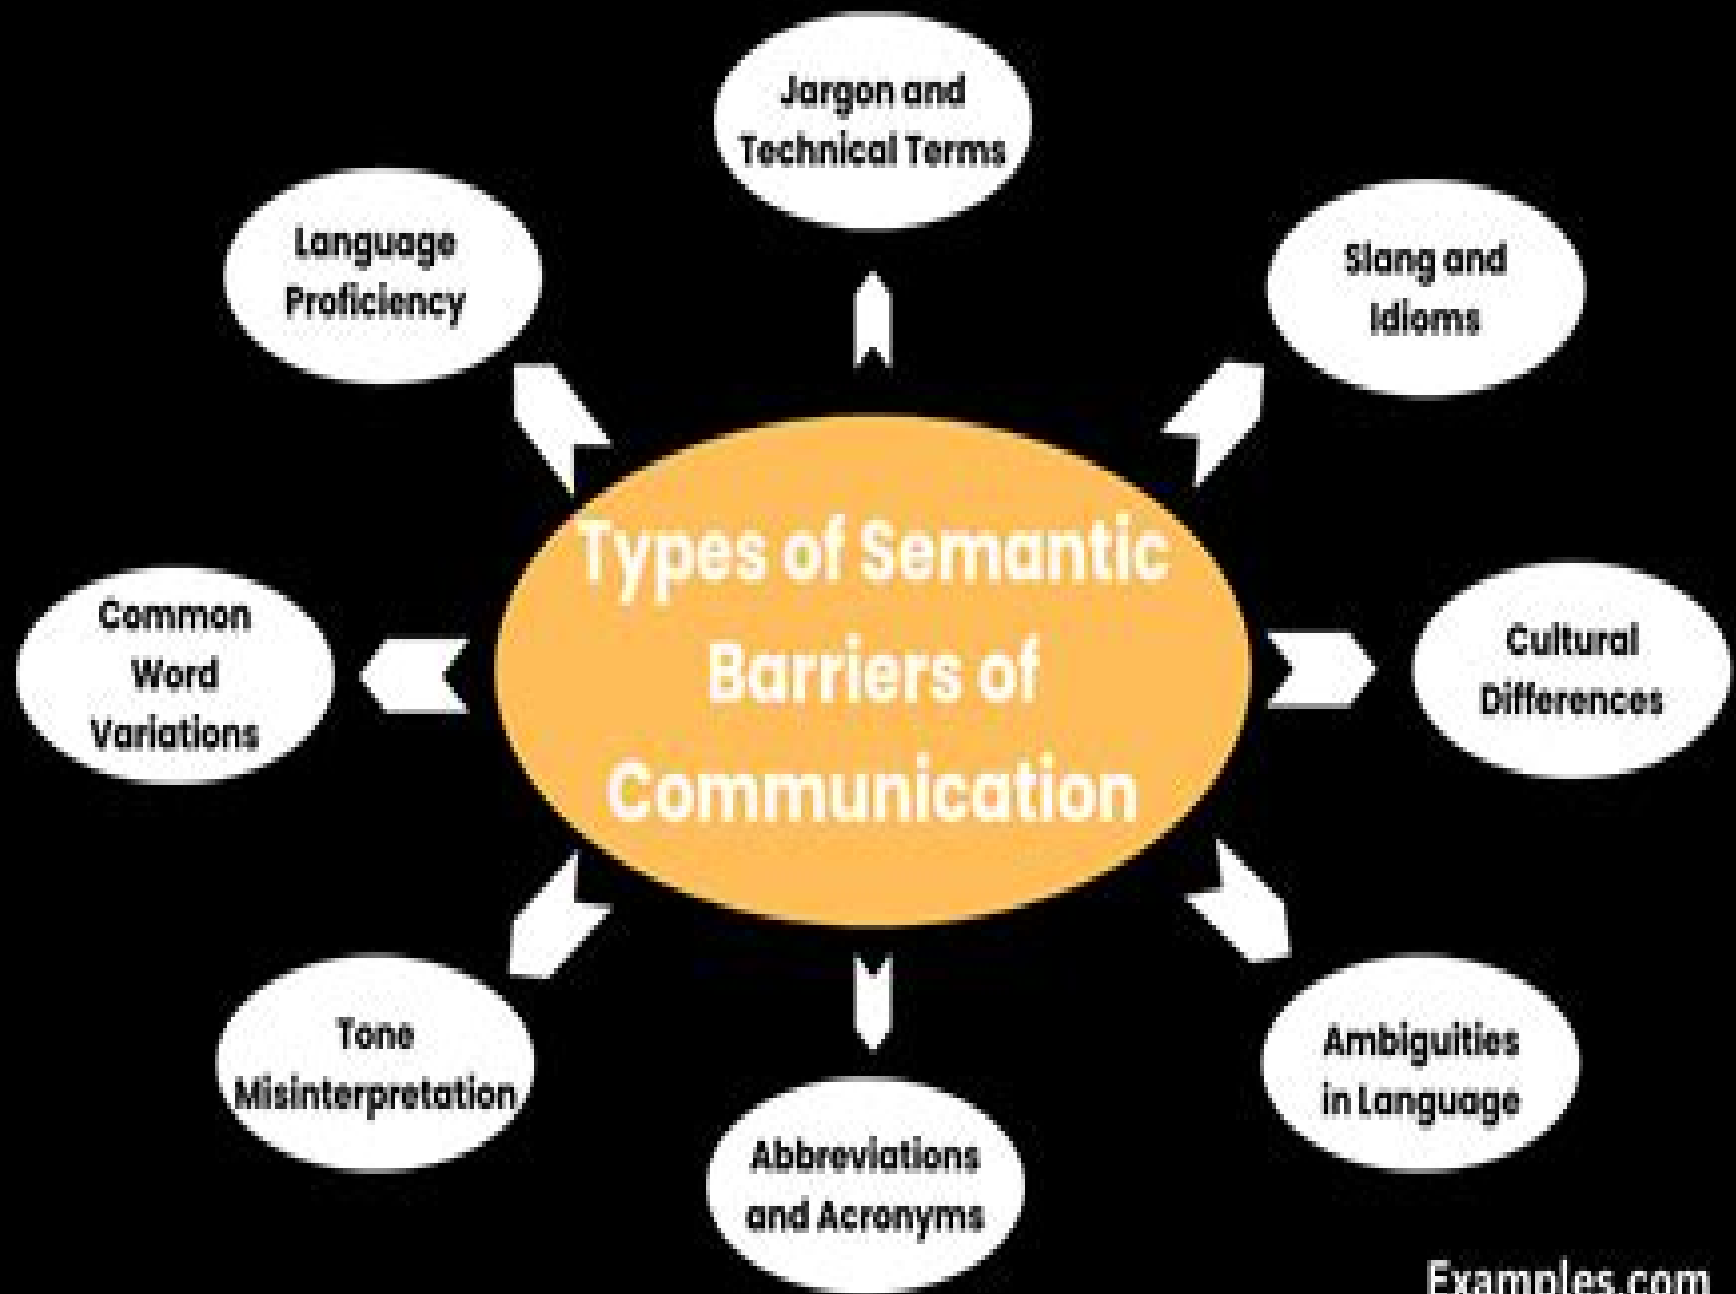 Jargon and
Technical Terms
Language
Proficiency
Slang and
Idioms
Types of Semantic
Barriers of
Communication
Common
Word
Variations
Cultural
Differences
Tone
Misinterpretation
Ambiguities
in Language
Abbreviations
and Acronyms
Examples.com